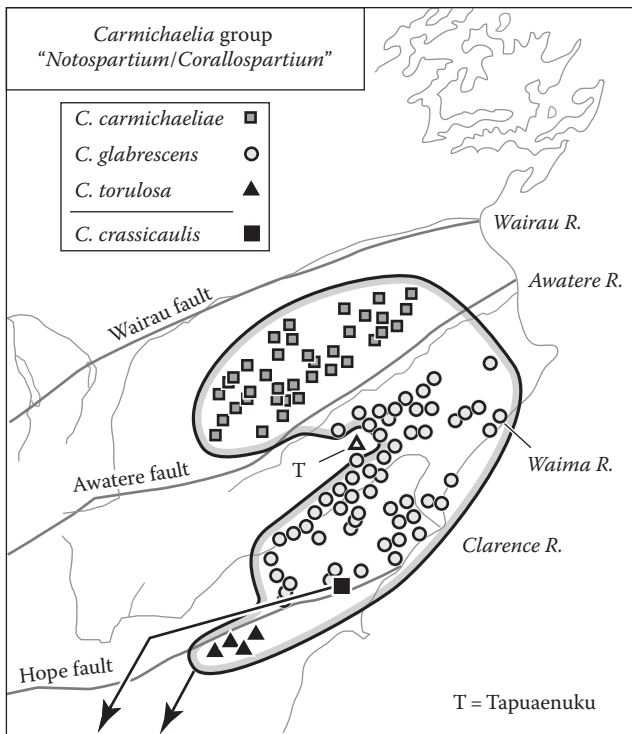 Carmichaelia group
“Notospartium/Corallospartium”
C. carmichaeliae
C. glabrescens
C. torulosa
C. crassicaulis
Wairau R.
Awatere R.
Wairau fault
T
Waima R.
Awatere fault
Clarence R.
Hope fault
T = Tapuaenuku